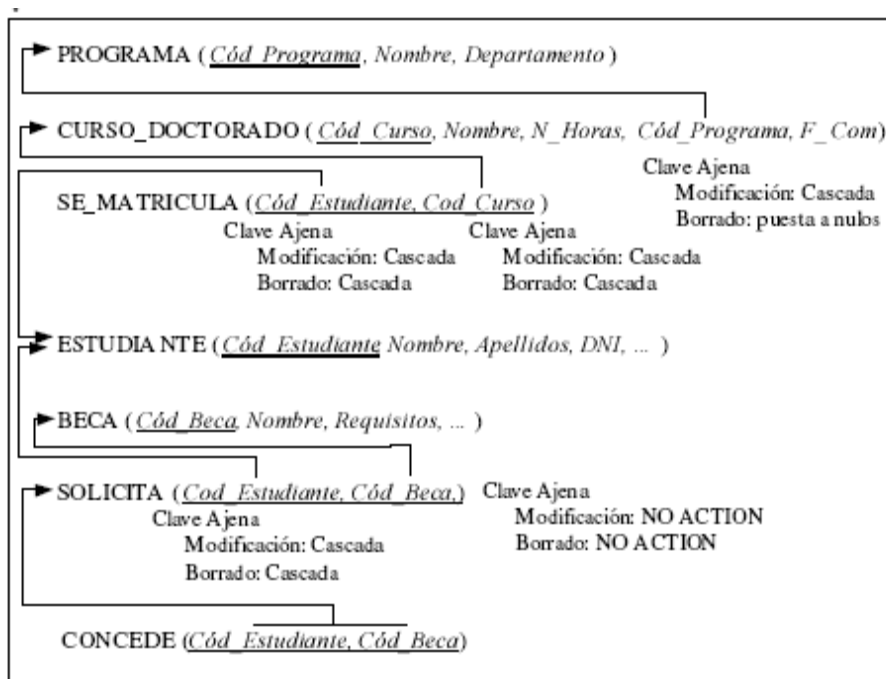 PROGRAMA ( Cód_Programa, Nombre, Departamento )
CURSO_DOCTORADO ( Cód_Curso, Nombre, N_Horas, Cód_Programa, F_Com)
Clave Ajena
Modificación: Cascada
Borrado: puesta a nulos
SE_MATRICULA (Cód_Estudiante, Cod_Curso )
Clave Ajena
Modificación: Cascada
Borrado: Cascada
Clave Ajena
Modificación: Cascada
Borrado: Cascada
ESTUDIANTE (Cód_Estudiante Nombre, Apellidos, DNI, ... )
BECA ( Cód_Beca, Nombre, Requisitos, ... )
SOLICITA (Cod_Estudiante, Cód_Beca,)
Clave Ajena
Modificación: Cascada
Borrado: Cascada
Clave Ajena
Modificación: NO ACTION
Borrado: NO ACTION
CONCEDE (Cód_Estudiante, Cód_Beca)